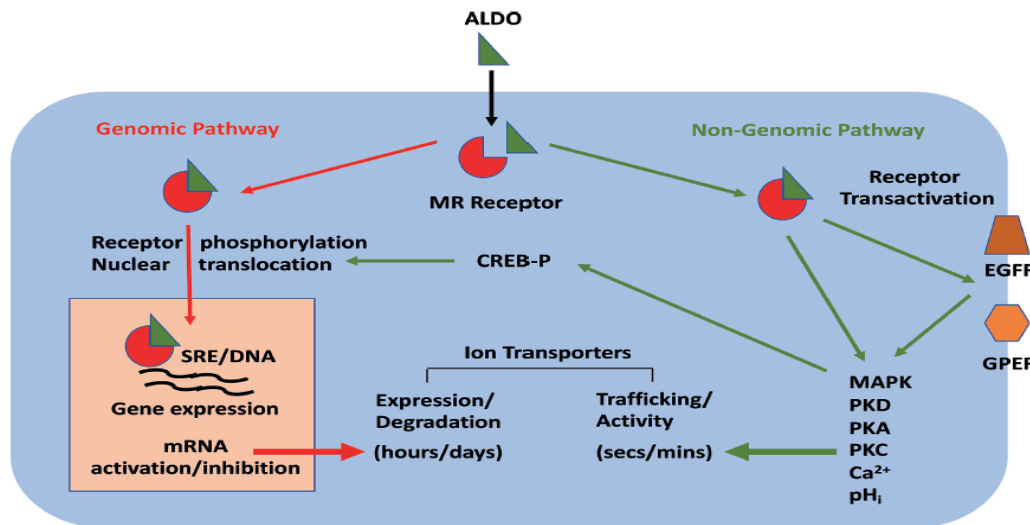 ALDO
Genomic Pathway
Non-Genomic Pathway
MR Receptor
Receptor
Transactivation
Receptor phosphorylation
Nuclear translocation
CREB-P
EGFR
GPER
SRE/DNA
Gene expression
mRNA
activation/inhibition
Ion Transporters
Expression/
Degradation
(hours/days)
Trafficking/
Activity
(secs/mins)
MAPK
PKD
PKA
PKC
Ca²⁺
pHᵢ